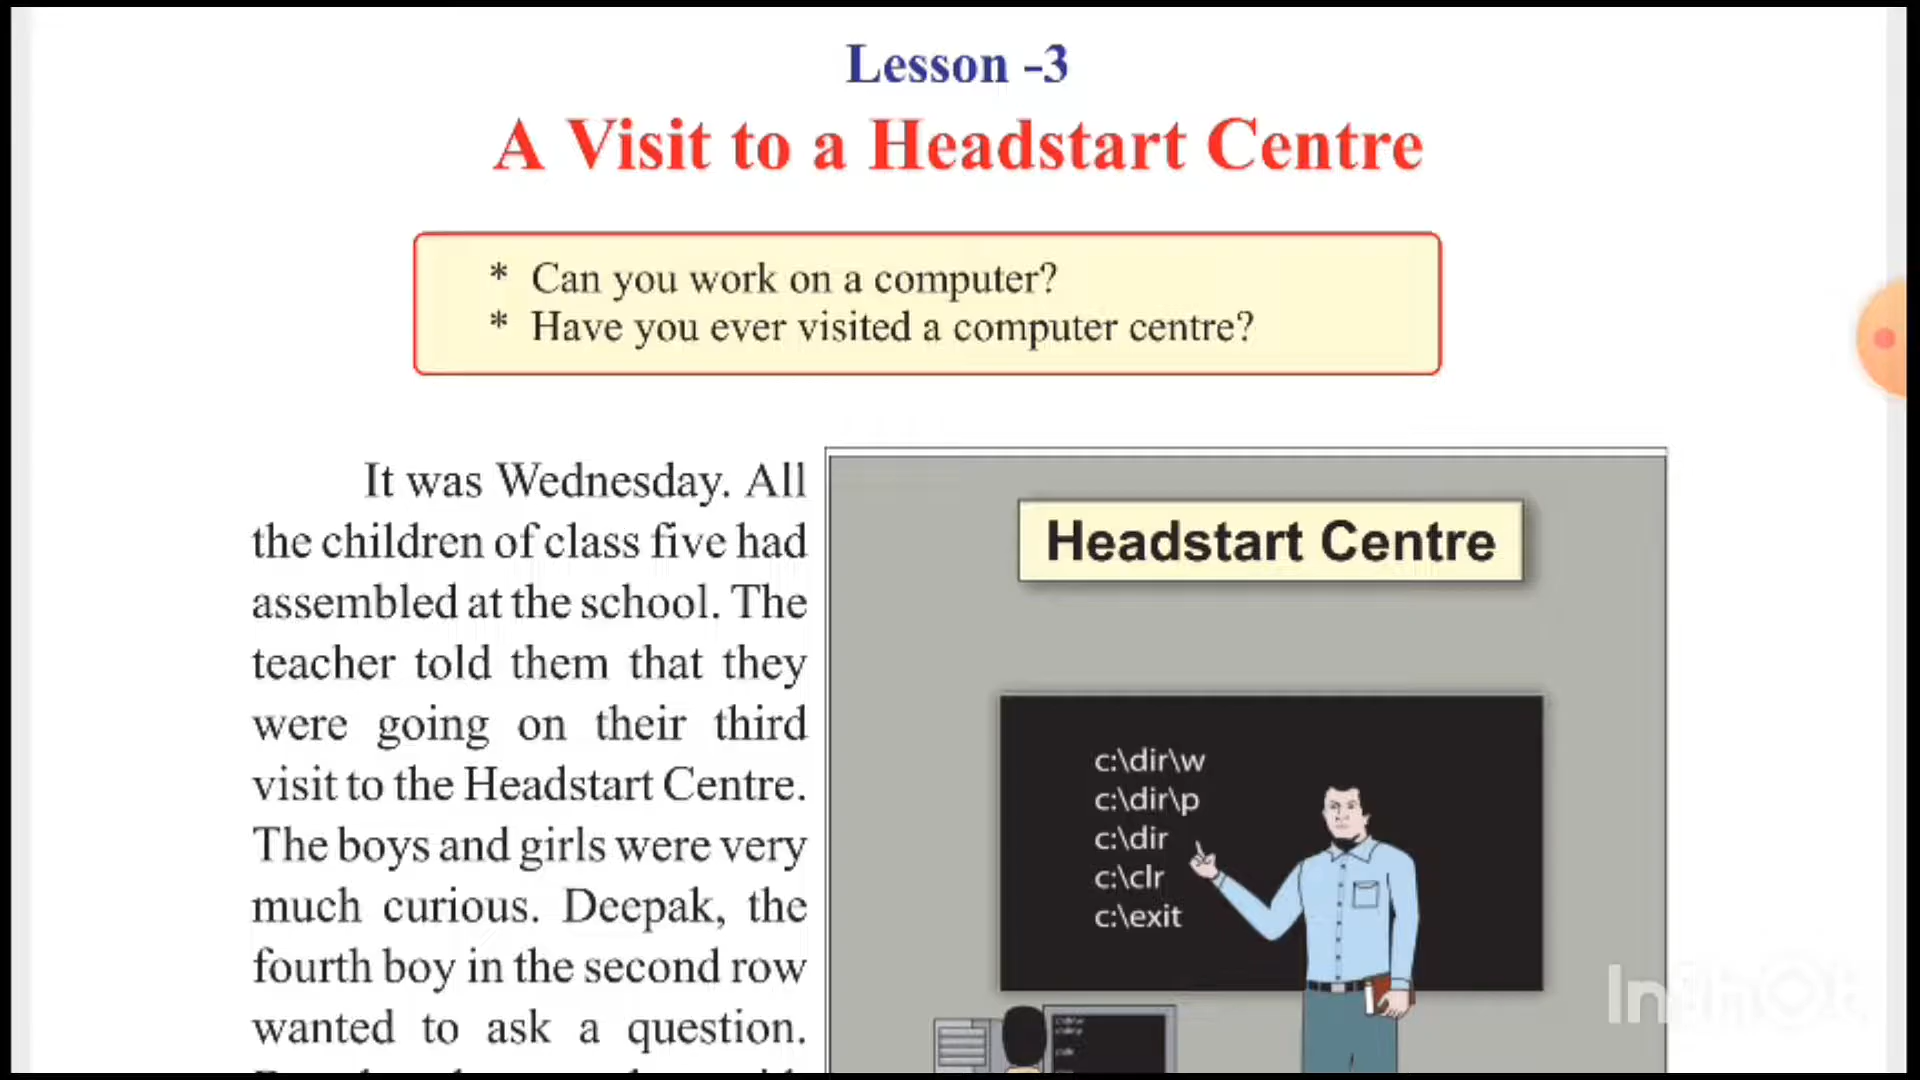 Lesson -3
A Visit to a Headstart Centre
* Can you work on a computer?
* Have you ever visited a computer centre?
It was Wednesday. All
the children of class five had
assembled at the school. The
teacher told them that they
were going on their third
visit to the Headstart Centre.
The boys and girls were very
much curious. Deepak, the
fourth boy in the second row
wanted to ask a question.
Headstart Centre
c:\dir\w
c:\dir\p
c:\dir
c:\clr
c:\exit